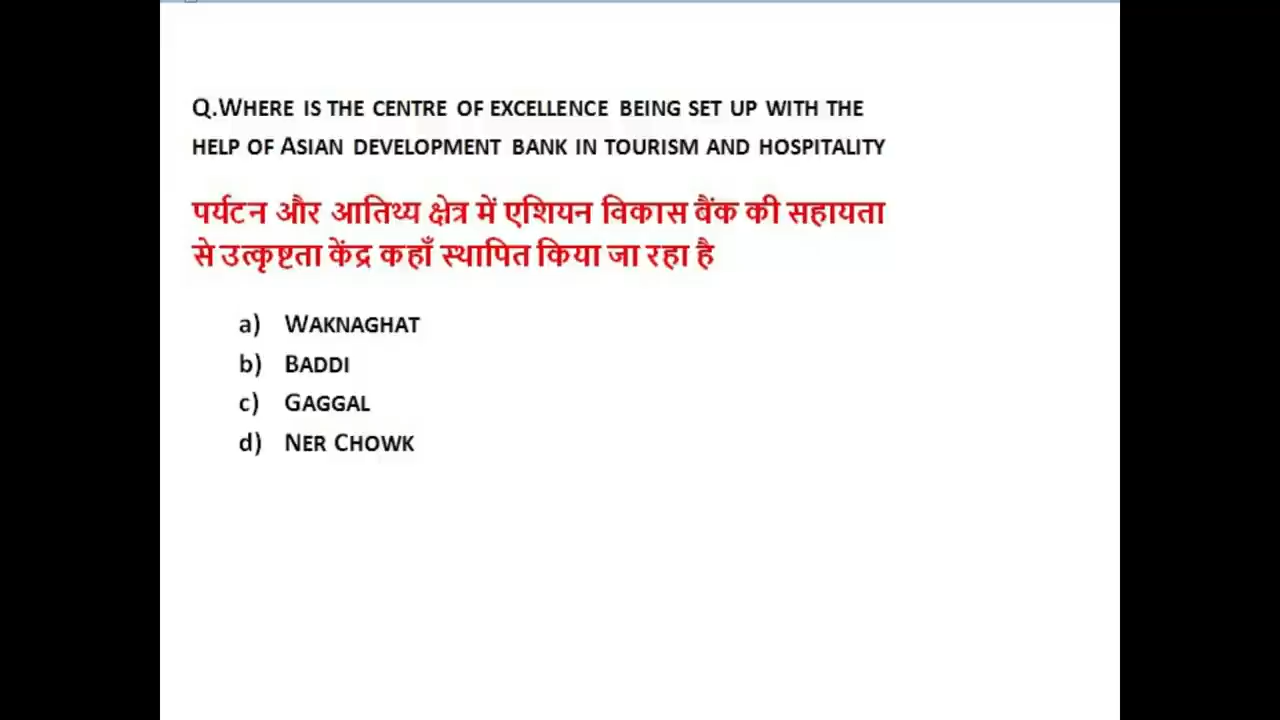 Q.Where is the centre of excellence being set up with the
help of Asian development bank in tourism and hospitality
पर्यटन और आतिथ्य क्षेत्र में एशियन विकास बैंक की सहायता
से उत्कृष्टता केंद्र कहाँ स्थापित किया जा रहा है
a) Waknaghat
b) Baddi
c) Gaggal
d) Ner Chowk